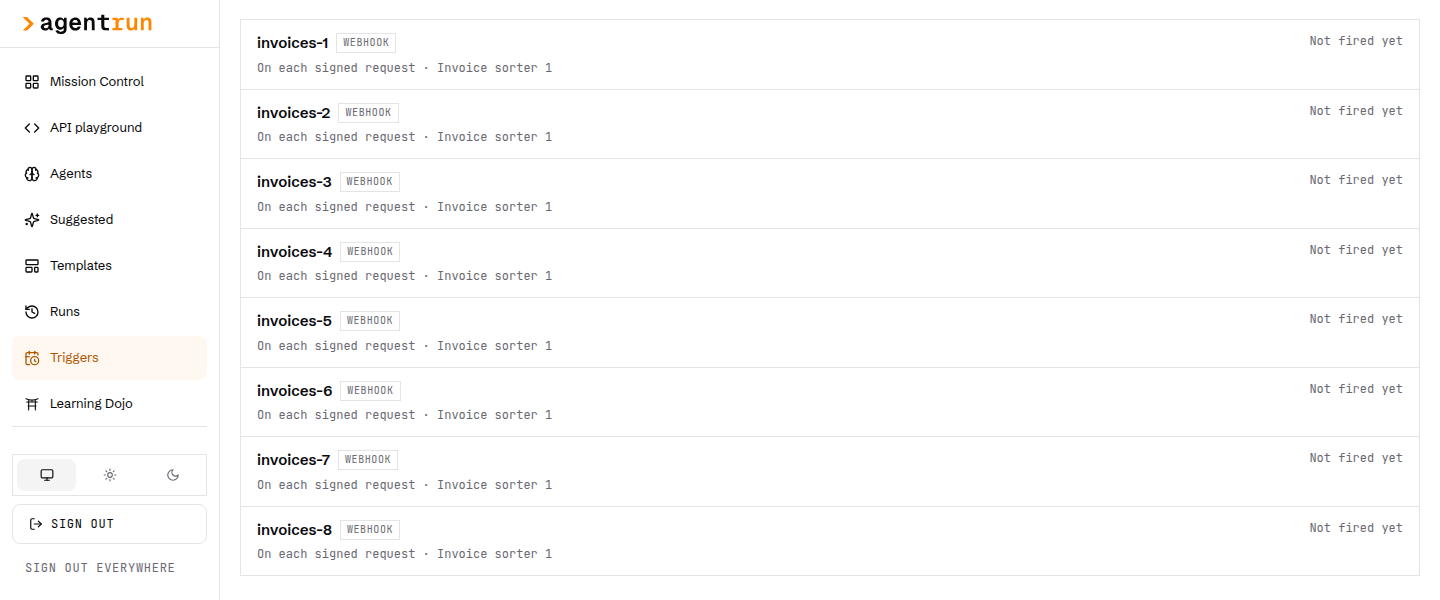 agentrun
Mission Control
API playground
Agents
Suggested
Templates
Runs
Triggers
Learning Dojo
SIGN OUT
SIGN OUT EVERYWHERE
invoices-1 WEBHOOK Not fired yet
On each signed request · Invoice sorter 1
invoices-2 WEBHOOK Not fired yet
On each signed request · Invoice sorter 1
invoices-3 WEBHOOK Not fired yet
On each signed request · Invoice sorter 1
invoices-4 WEBHOOK Not fired yet
On each signed request · Invoice sorter 1
invoices-5 WEBHOOK Not fired yet
On each signed request · Invoice sorter 1
invoices-6 WEBHOOK Not fired yet
On each signed request · Invoice sorter 1
invoices-7 WEBHOOK Not fired yet
On each signed request · Invoice sorter 1
invoices-8 WEBHOOK Not fired yet
On each signed request · Invoice sorter 1